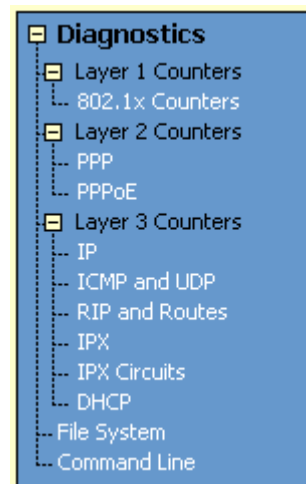 Diagnostics
Layer 1 Counters
802.1x Counters
Layer 2 Counters
PPP
PPPoE
Layer 3 Counters
IP
ICMP and UDP
RIP and Routes
IPX
IPX Circuits
DHCP
File System
Command Line